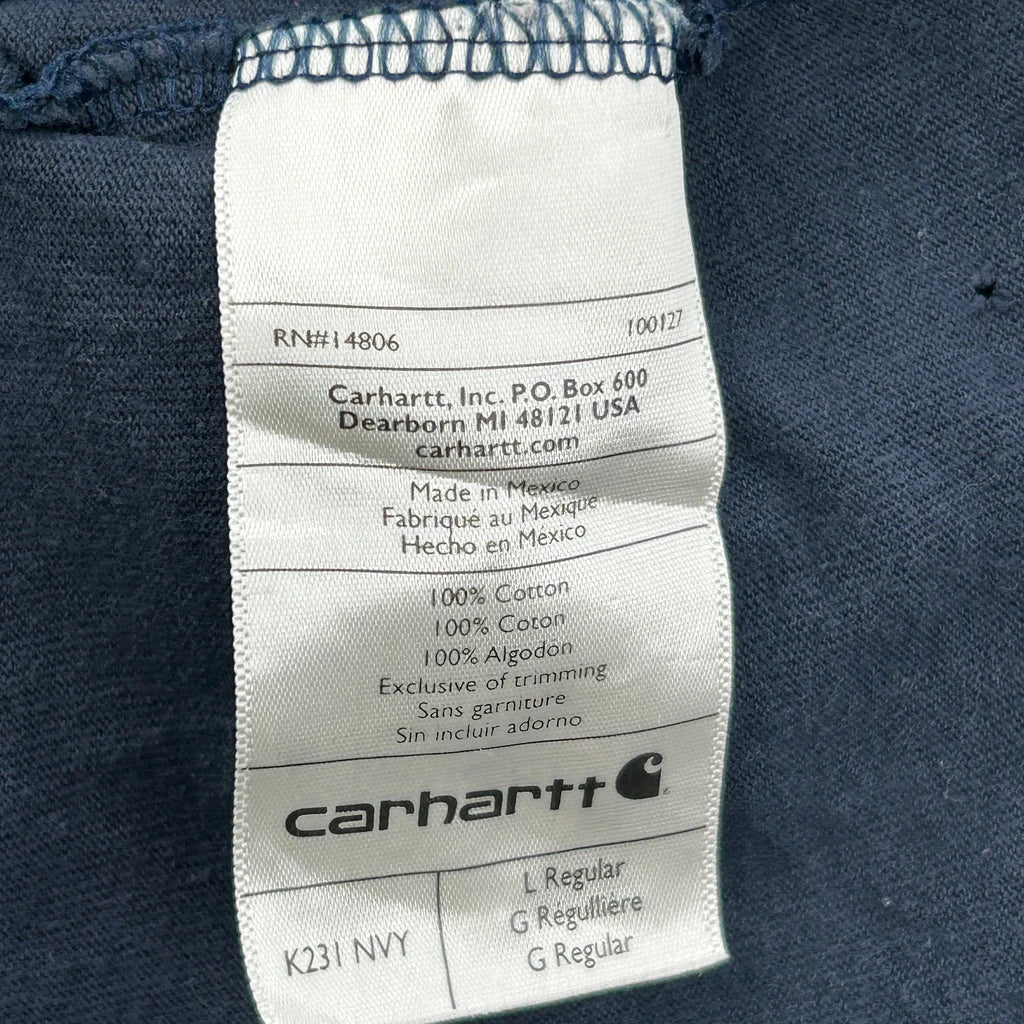 RN#14806 100127
Carhartt, Inc. P.O. Box 600
Dearborn MI 48121 USA
carhartt.com
Made in Mexico
Fabriqué au Mexique
Hecho en México
100% Cotton
100% Coton
100% Algodón
Exclusive of trimming
Sans garniture
Sin incluir adorno
carhartt
K231 NVY
L Regular
G Régulliére
G Regular